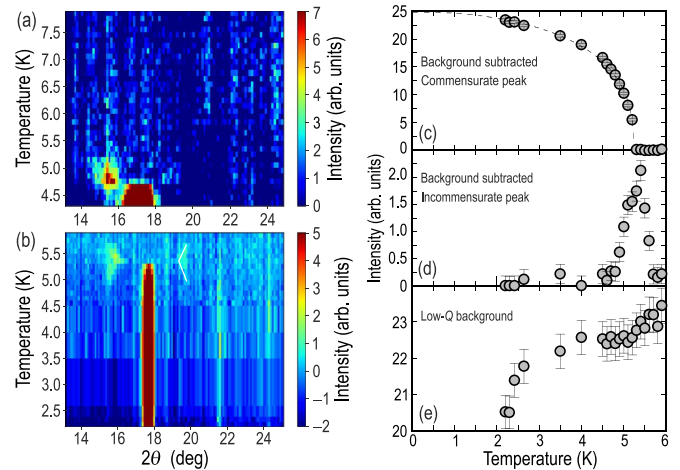 (a)
Temperature (K)
7.5
7.0
6.5
6.0
5.5
5.0
4.5
14 16 18 20 22 24
7
6
5
4
3
2
1
0
Intensity (arb. units)
(b)
Temperature (K)
5.5
5.0
4.5
4.0
3.5
3.0
2.5
14 16 18 20 22 24
2θ (deg)
5
4
3
2
1
0
−1
−2
Intensity (arb. units)
25
20
15
10
5
0
Background subtracted
Commensurate peak
(c)
Intensity (arb. units)
2.0
1.5
1.0
0.5
0
Background subtracted
Incommensurate peak
(d)
23
22
21
20
Low-Q background
(e)
0 1 2 3 4 5 6
Temperature (K)